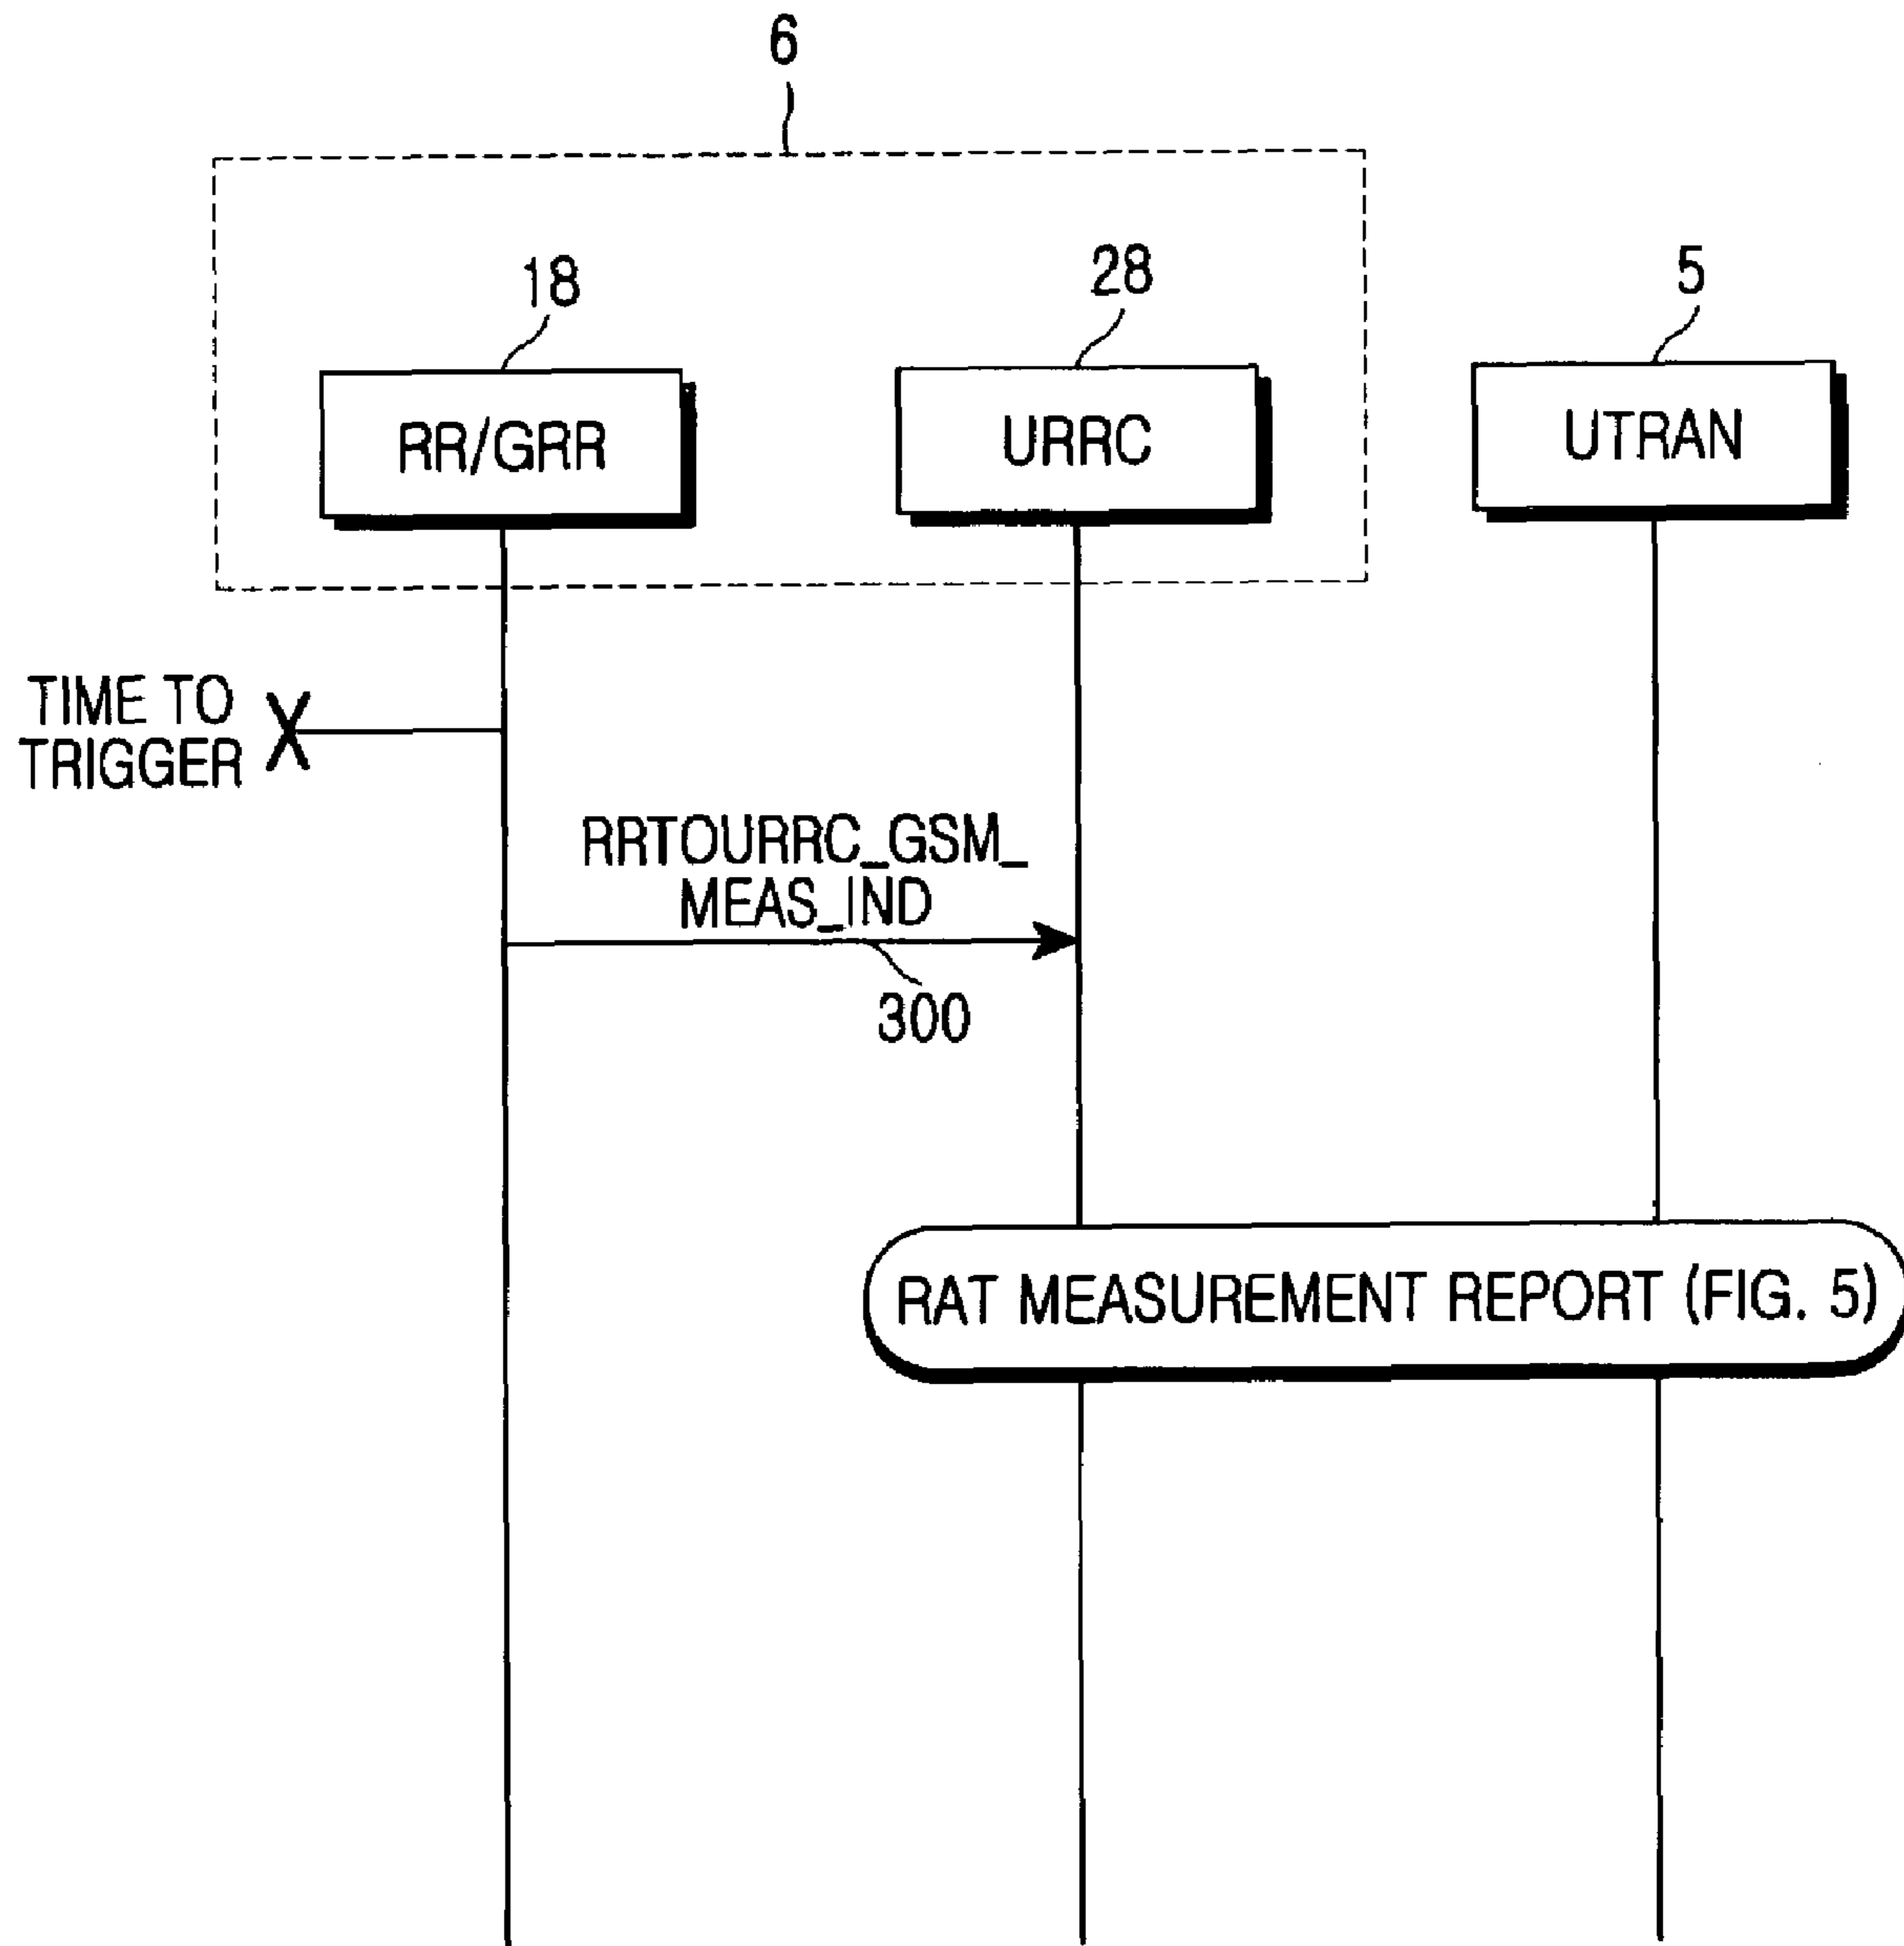 6
18
28
5
RR/GRR
URRC
UTRAN
TIME TO
TRIGGER
RRTOURRC_GSM_
MEAS_IND
300
RAT MEASUREMENT REPORT (FIG. 5)